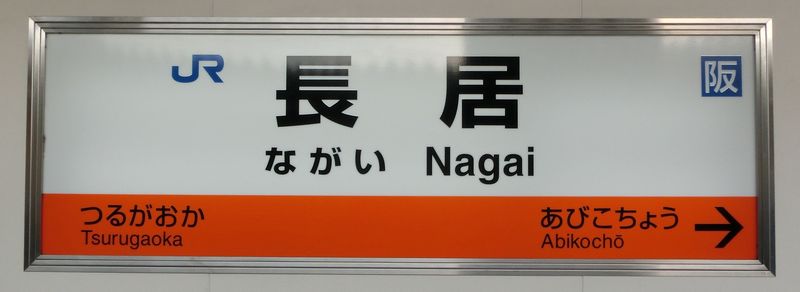 JR
長居
阪
ながい Nagai
つるがおか
Tsurugaoka
あびこちょう
Abikochō
→